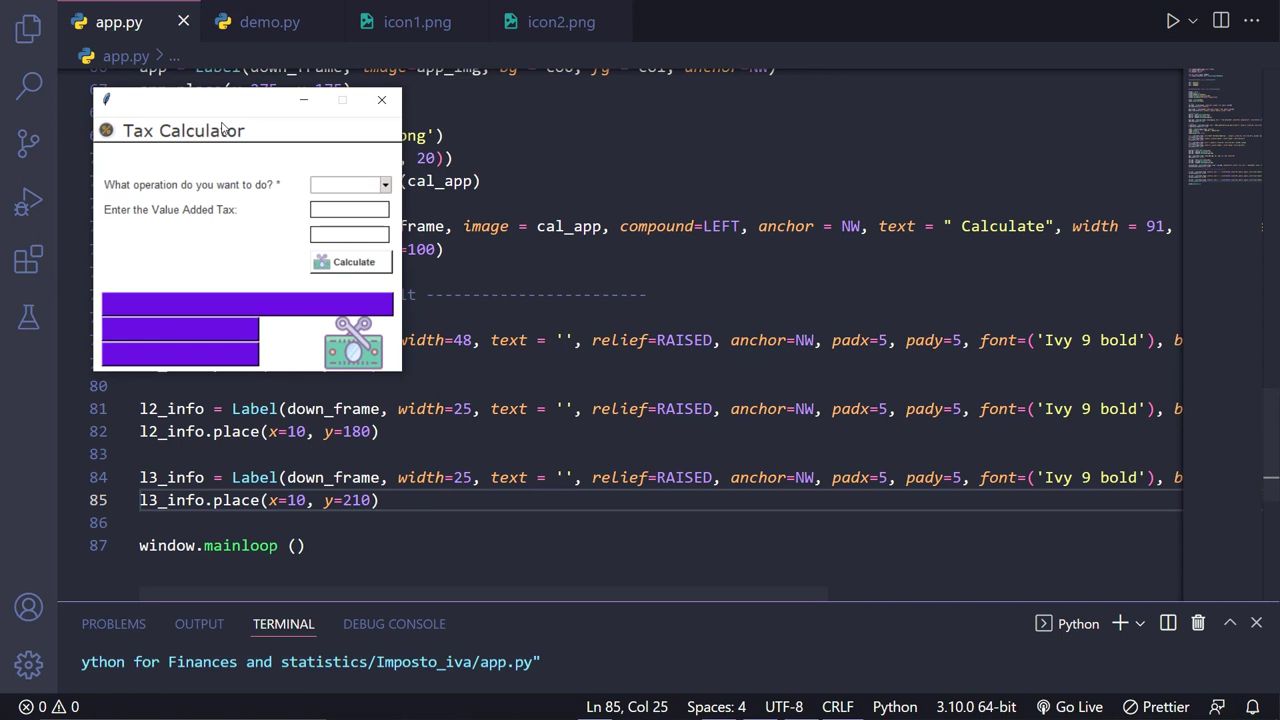 app.py
demo.py
icon1.png
icon2.png
app.py > ...
Tax Calculator
What operation do you want to do? *
Enter the Value Added Tax:
Calculate
ong')
, 20))
(cal_app)
frame, image = cal_app, compound=LEFT, anchor = NW, text = " Calculate", width = 91,
=100)
lt ------------------------
width=48, text = '', relief=RAISED, anchor=NW, padx=5, pady=5, font=('Ivy 9 bold'), b
80
81 l2_info = Label(down_frame, width=25, text = '', relief=RAISED, anchor=NW, padx=5, pady=5, font=('Ivy 9 bold'), b
82 l2_info.place(x=10, y=180)
83
84 l3_info = Label(down_frame, width=25, text = '', relief=RAISED, anchor=NW, padx=5, pady=5, font=('Ivy 9 bold'), b
85 l3_info.place(x=10, y=210)
86
87 window.mainloop ()
PROBLEMS OUTPUT TERMINAL DEBUG CONSOLE
Python
ython for Finances and statistics/Imposto_iva/app.py"
0 0
Ln 85, Col 25 Spaces: 4 UTF-8 CRLF Python 3.10.0 64-bit Go Live Prettier